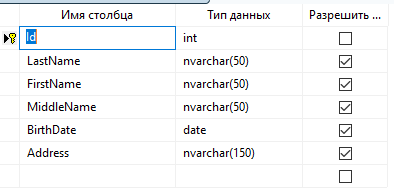 Имя столбца Тип данных Разрешить ...
Id int
LastName nvarchar(50)
FirstName nvarchar(50)
MiddleName nvarchar(50)
BirthDate date
Address nvarchar(150)